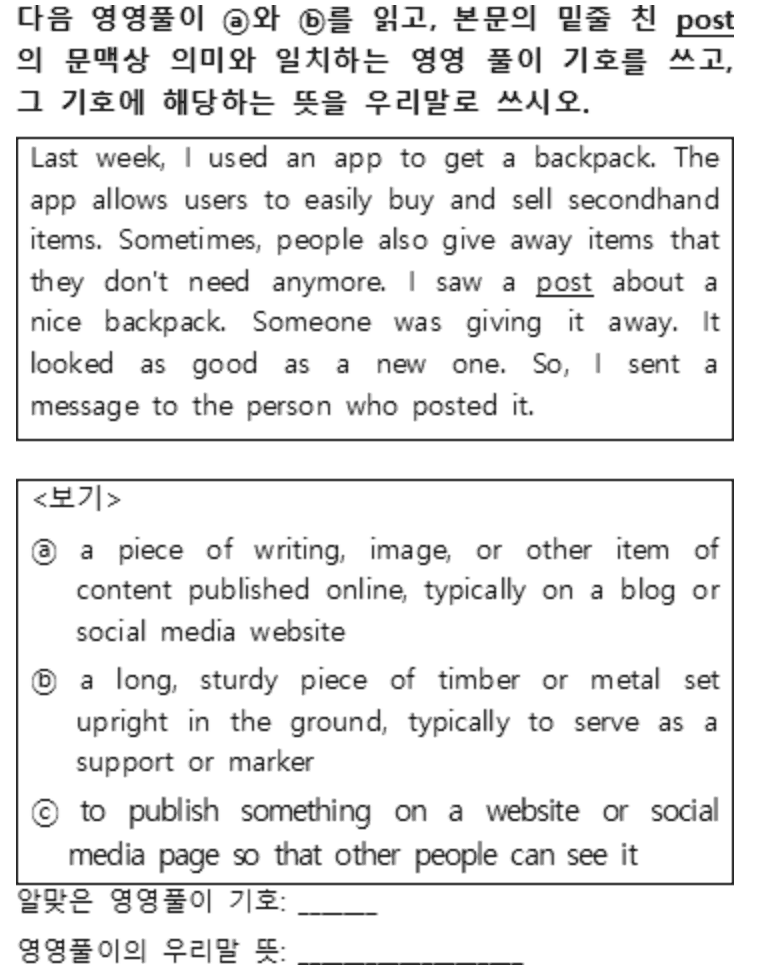 다음 영영풀이 ⓐ와 ⓑ를 읽고, 본문의 밑줄 친 post
의 문맥상 의미와 일치하는 영영 풀이 기호를 쓰고,
그 기호에 해당하는 뜻을 우리말로 쓰시오.
Last week, I used an app to get a backpack. The
app allows users to easily buy and sell secondhand
items. Sometimes, people also give away items that
they don't need anymore. I saw a post about a
nice backpack. Someone was giving it away. It
looked as good as a new one. So, I sent a
message to the person who posted it.
<보기>
ⓐ a piece of writing, image, or other item of
content published online, typically on a blog or
social media website
ⓑ a long, sturdy piece of timber or metal set
upright in the ground, typically to serve as a
support or marker
ⓒ to publish something on a website or social
media page so that other people can see it
알맞은 영영풀이 기호: ______
영영풀이의 우리말 뜻: _________________